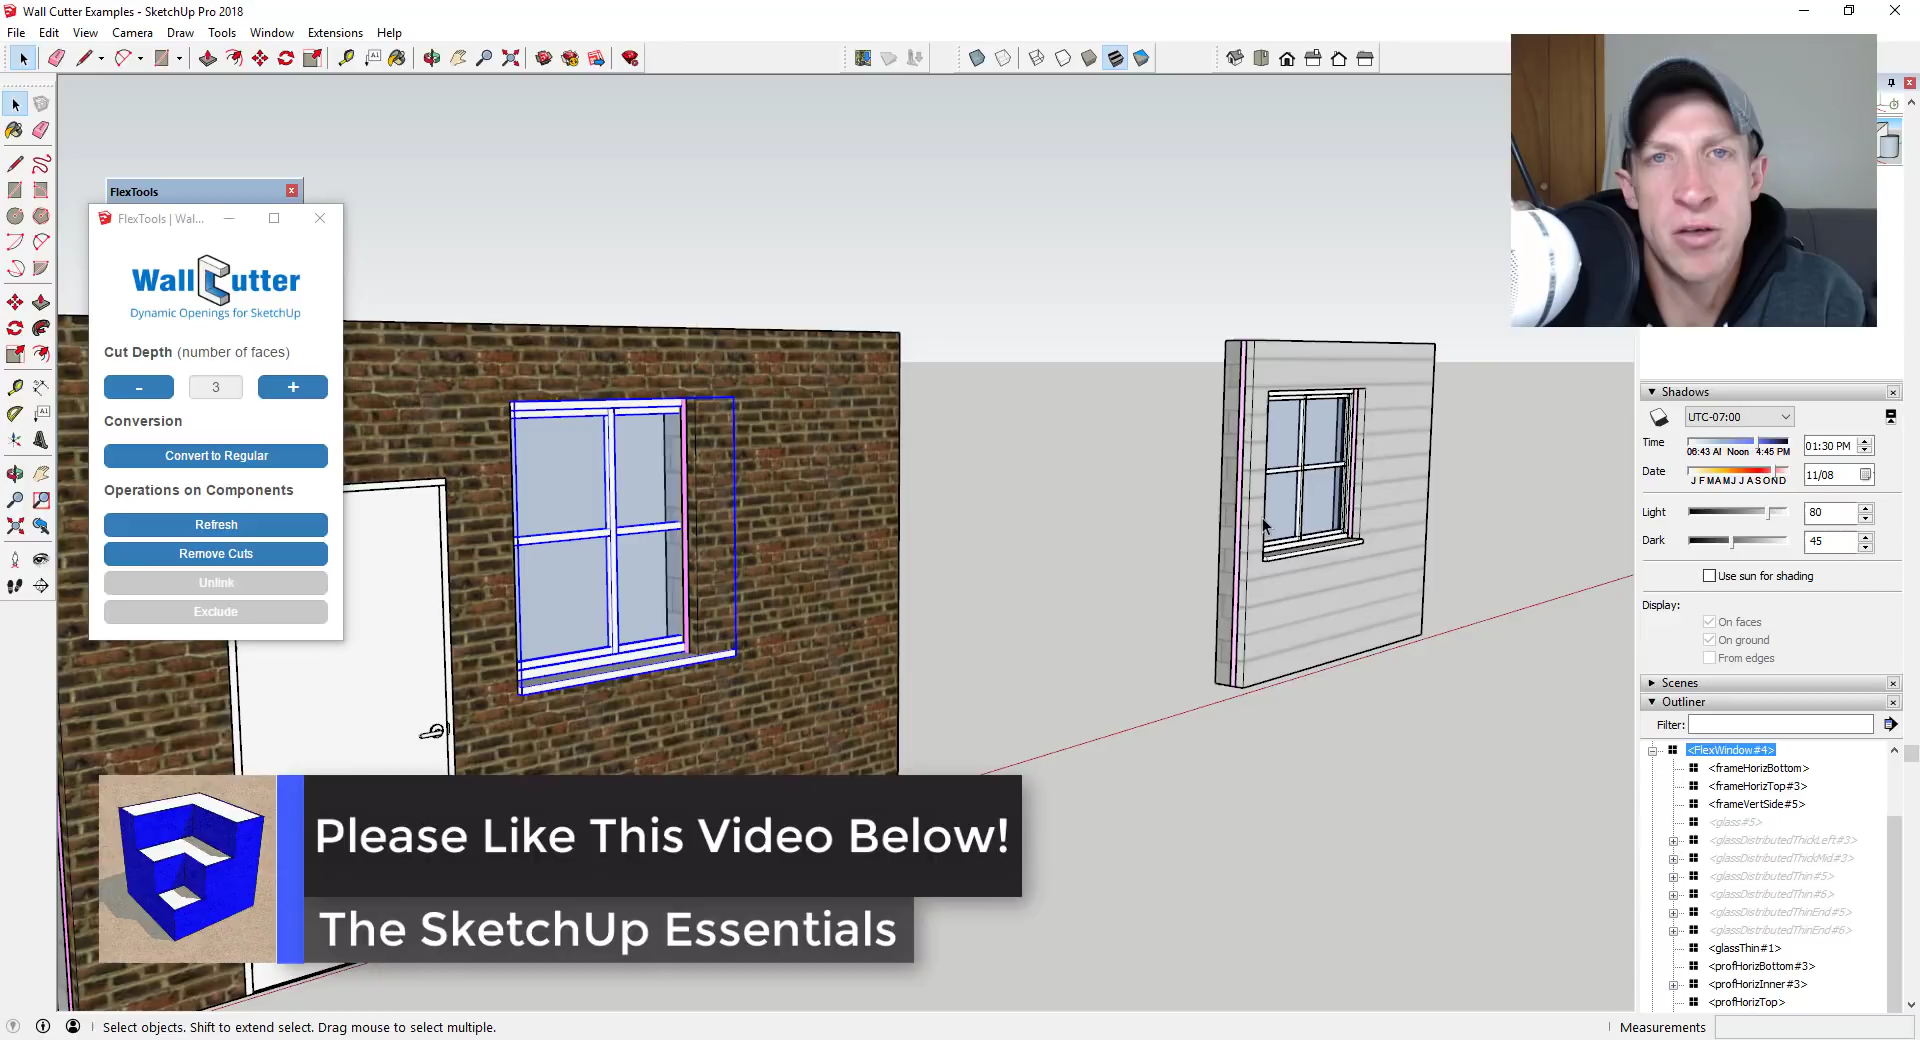 Wall Cutter Examples - SketchUp Pro 2018
File Edit View Camera Draw Tools Window Extensions Help
FlexTools
FlexTools | Wal...
WallCutter
Dynamic Openings for SketchUp
Cut Depth (number of faces)
- 3 +
Conversion
Convert to Regular
Operations on Components
Refresh
Remove Cuts
Unlink
Exclude
Shadows
UTC-07:00
Time
06:43 AI Noon 4:45 PM
01:30 PM
Date
J F M A M J J A S O N D
11/08
Light
80
Dark
45
Use sun for shading
Display:
On faces
On ground
From edges
Scenes
Outliner
Filter:
<FlexWindow#4>
<frameHorizBottom>
<frameHorizTop#3>
<frameVertSide#5>
<glass#5>
<glassDistributedThickLeft#3>
<glassDistributedThickMid#3>
<glassDistributedThin#5>
<glassDistributedThin#6>
<glassDistributedThinEnd#5>
<glassDistributedThinEnd#6>
<glassThin#1>
<profHorizBottom#3>
<profHorizInner#3>
<profHorizTop>
Please Like This Video Below!
The SketchUp Essentials
Select objects. Shift to extend select. Drag mouse to select multiple.
Measurements